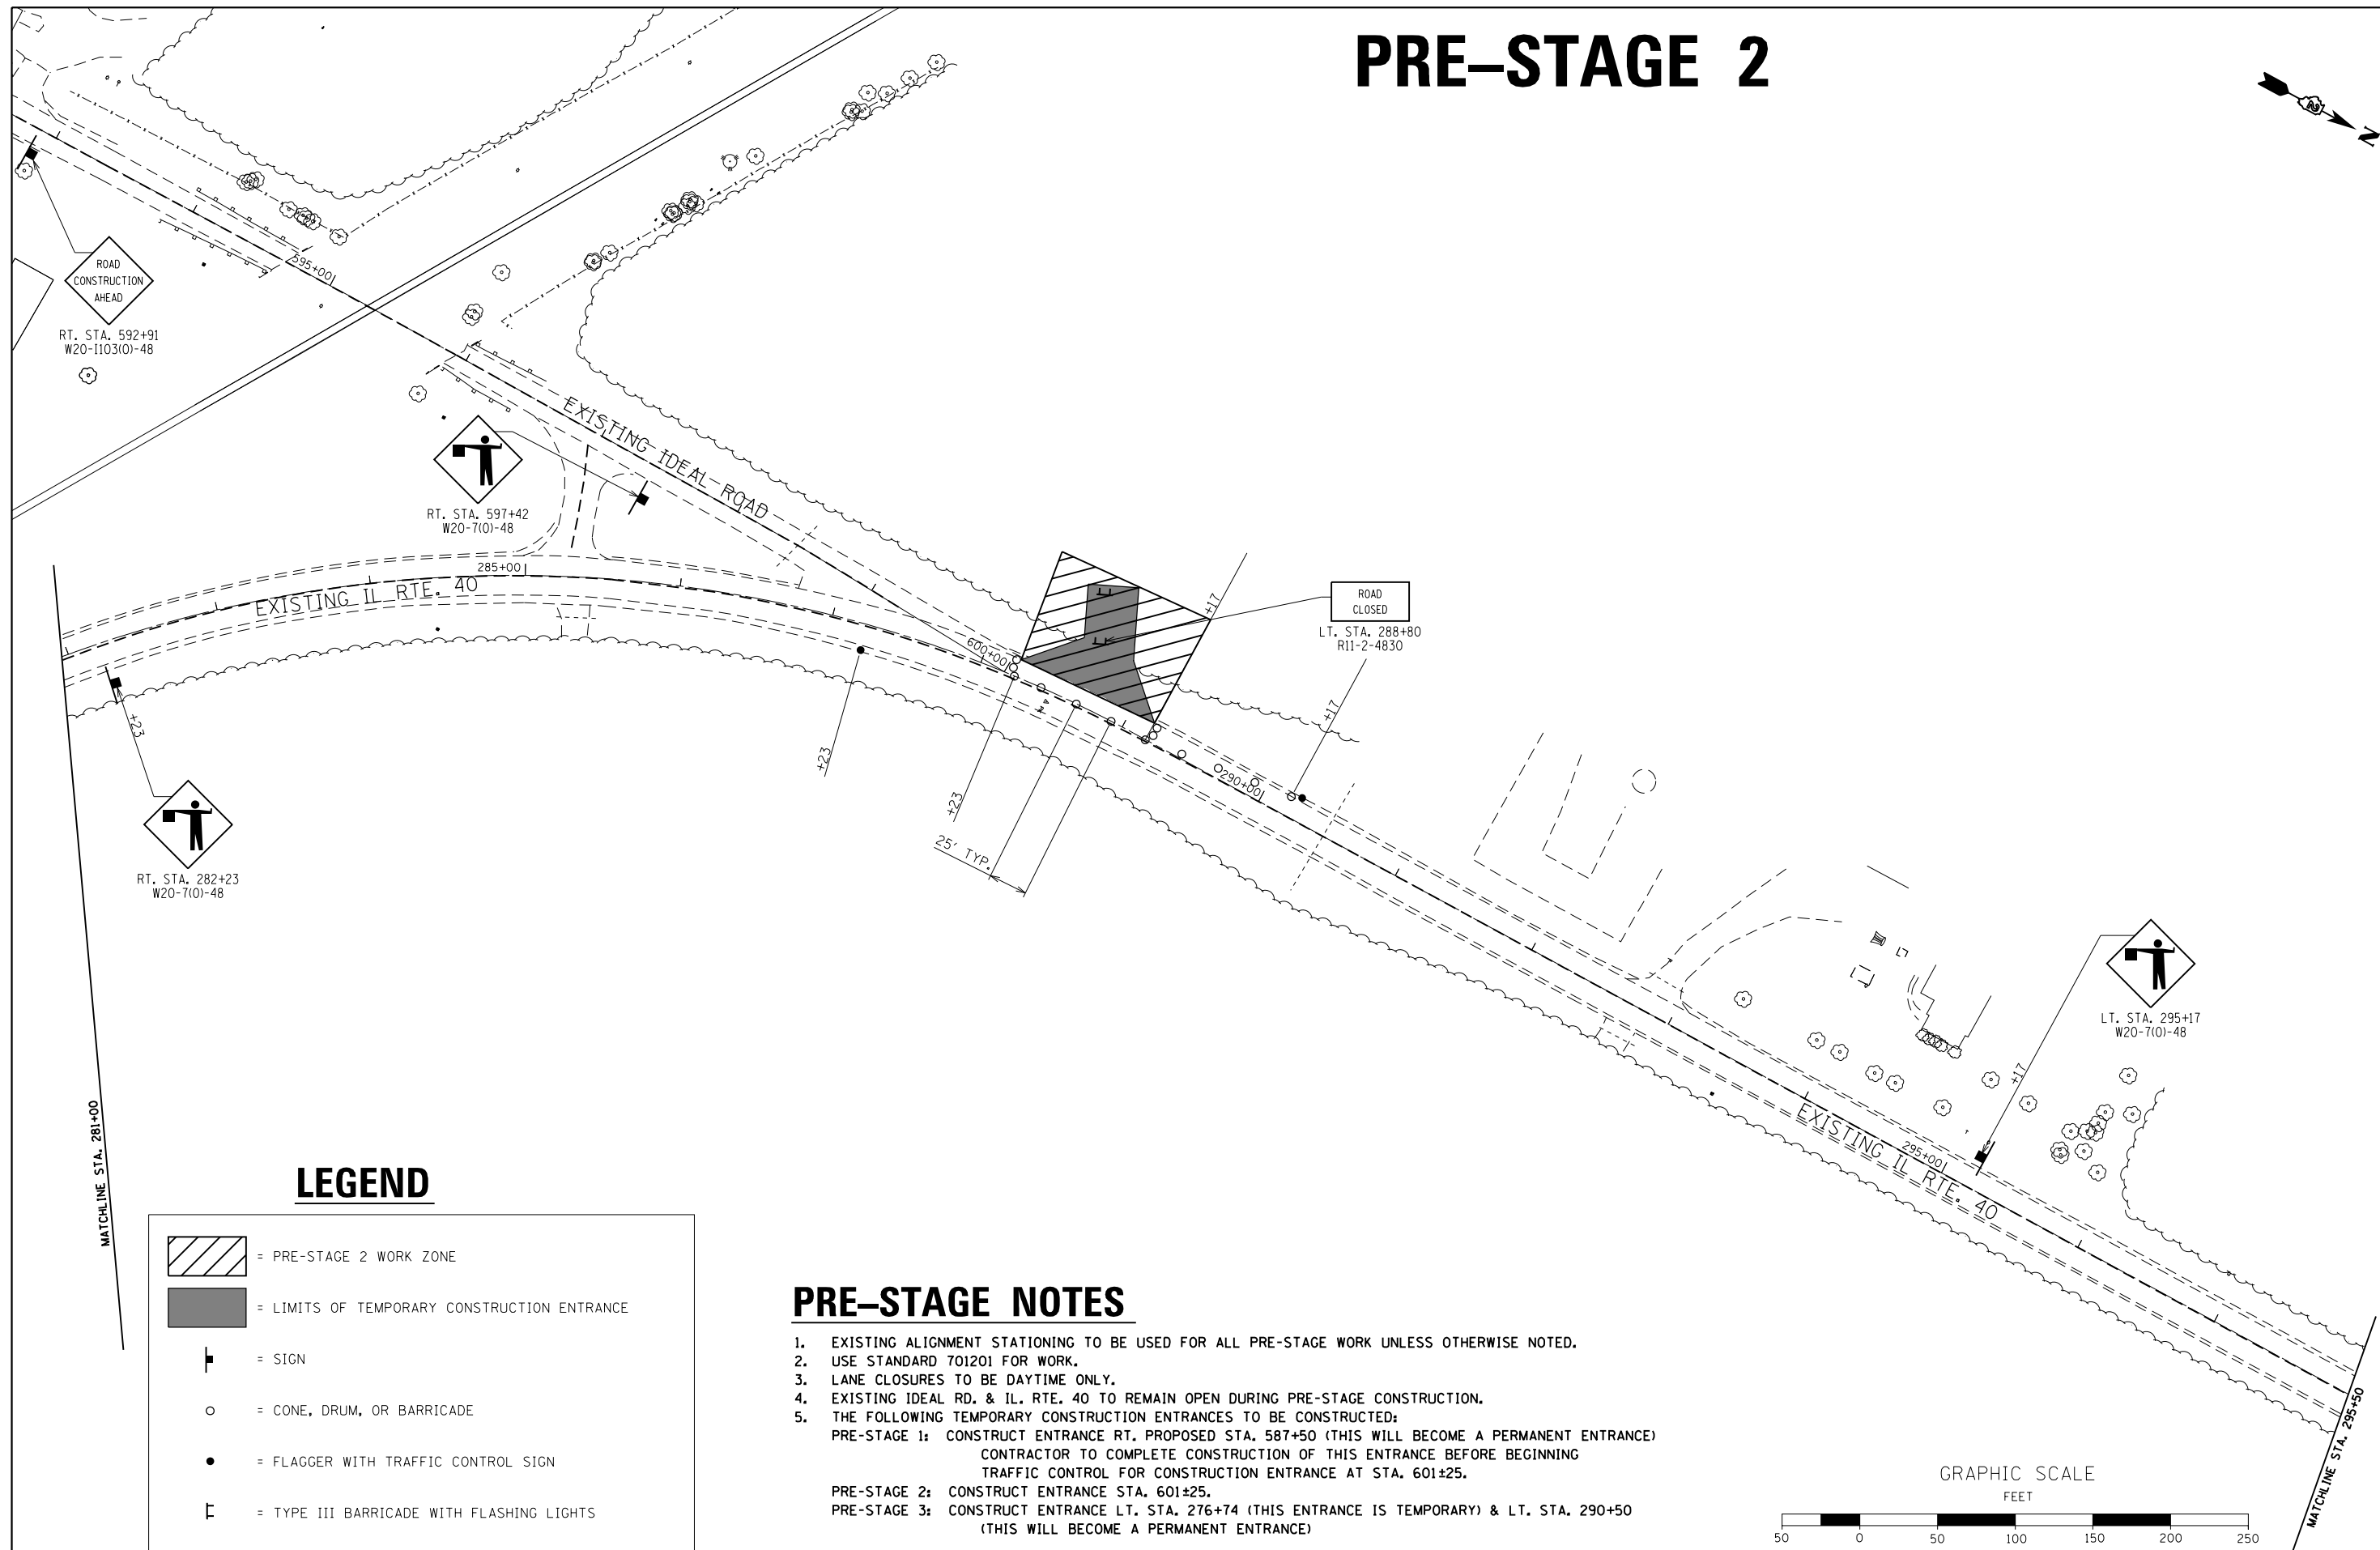 PRE–STAGE 2
N
595+00
ROAD
CONSTRUCTION
AHEAD
RT. STA. 592+91
W20-I103(O)-48
EXISTING IDEAL ROAD
RT. STA. 597+42
W20-7(O)-48
285+00
EXISTING IL RTE. 40
600+00
+17
ROAD
CLOSED
LT. STA. 288+80
R11-2-4830
+17
+23
+23
+23
290+00
25' TYP.
RT. STA. 282+23
W20-7(O)-48
LT. STA. 295+17
W20-7(O)-48
+17
295+00
EXISTING IL RTE. 40
MATCHLINE STA. 281+00
MATCHLINE STA. 295+50
LEGEND
= PRE-STAGE 2 WORK ZONE
= LIMITS OF TEMPORARY CONSTRUCTION ENTRANCE
= SIGN
= CONE, DRUM, OR BARRICADE
= FLAGGER WITH TRAFFIC CONTROL SIGN
= TYPE III BARRICADE WITH FLASHING LIGHTS
PRE–STAGE NOTES
1. EXISTING ALIGNMENT STATIONING TO BE USED FOR ALL PRE-STAGE WORK UNLESS OTHERWISE NOTED.
2. USE STANDARD 701201 FOR WORK.
3. LANE CLOSURES TO BE DAYTIME ONLY.
4. EXISTING IDEAL RD. & IL. RTE. 40 TO REMAIN OPEN DURING PRE-STAGE CONSTRUCTION.
5. THE FOLLOWING TEMPORARY CONSTRUCTION ENTRANCES TO BE CONSTRUCTED:
PRE-STAGE 1: CONSTRUCT ENTRANCE RT. PROPOSED STA. 587+50 (THIS WILL BECOME A PERMANENT ENTRANCE)
CONTRACTOR TO COMPLETE CONSTRUCTION OF THIS ENTRANCE BEFORE BEGINNING
TRAFFIC CONTROL FOR CONSTRUCTION ENTRANCE AT STA. 601±25.
PRE-STAGE 2: CONSTRUCT ENTRANCE STA. 601±25.
PRE-STAGE 3: CONSTRUCT ENTRANCE LT. STA. 276+74 (THIS ENTRANCE IS TEMPORARY) & LT. STA. 290+50
(THIS WILL BECOME A PERMANENT ENTRANCE)
GRAPHIC SCALE
FEET
50 0 50 100 150 200 250